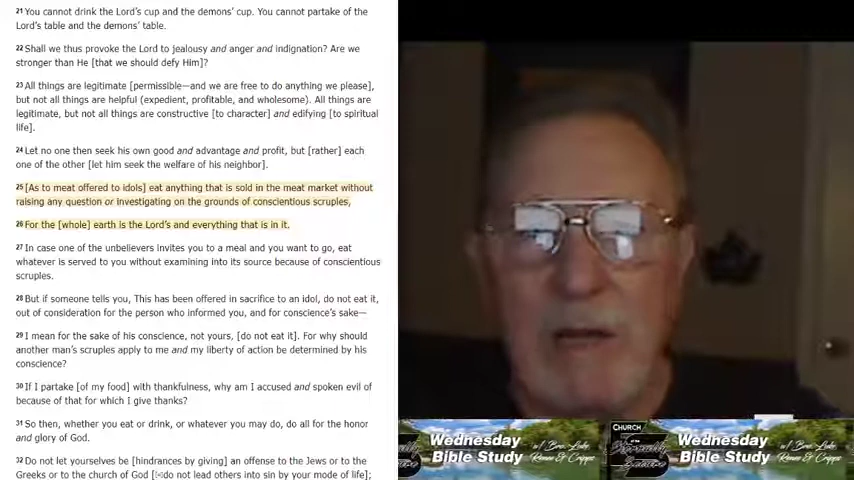 21 You cannot drink the Lord's cup and the demons' cup. You cannot partake of the
Lord's table and the demons' table.
22 Shall we thus provoke the Lord to jealousy and anger and indignation? Are we
stronger than He [that we should defy Him]?
23 All things are legitimate [permissible—and we are free to do anything we please],
but not all things are helpful (expedient, profitable, and wholesome). All things are
legitimate, but not all things are constructive [to character] and edifying [to spiritual
life].
24 Let no one then seek his own good and advantage and profit, but [rather] each
one of the other [let him seek the welfare of his neighbor].
25 [As to meat offered to idols] eat anything that is sold in the meat market without
raising any question or investigating on the grounds of conscientious scruples,
26 For the [whole] earth is the Lord's and everything that is in it.
27 In case one of the unbelievers invites you to a meal and you want to go, eat
whatever is served to you without examining into its source because of conscientious
scruples.
28 But if someone tells you, This has been offered in sacrifice to an idol, do not eat it,
out of consideration for the person who informed you, and for conscience's sake—
29 I mean for the sake of his conscience, not yours, [do not eat it]. For why should
another man's scruples apply to me and my liberty of action be determined by his
conscience?
30 If I partake [of my food] with thankfulness, why am I accused and spoken evil of
because of that for which I give thanks?
31 So then, whether you eat or drink, or whatever you may do, do all for the honor
and glory of God.
32 Do not let yourselves be [hindrances by giving] an offense to the Jews or to the
Greeks or to the church of God [do not lead others into sin by your mode of life];
Wednesday
Bible Study
CHURCH
Eternally
Secure
Wednesday
Bible Study